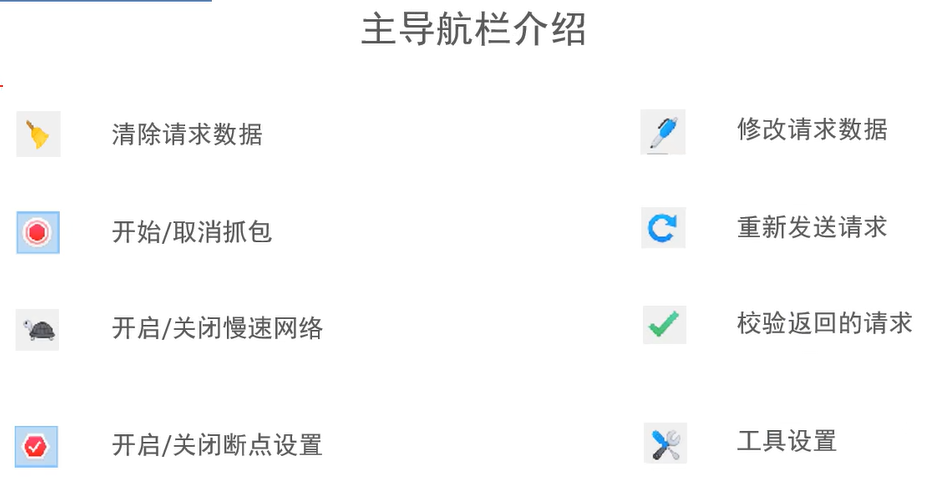 主导航栏介绍
清除请求数据
修改请求数据
开始/取消抓包
重新发送请求
开启/关闭慢速网络
校验返回的请求
开启/关闭断点设置
工具设置